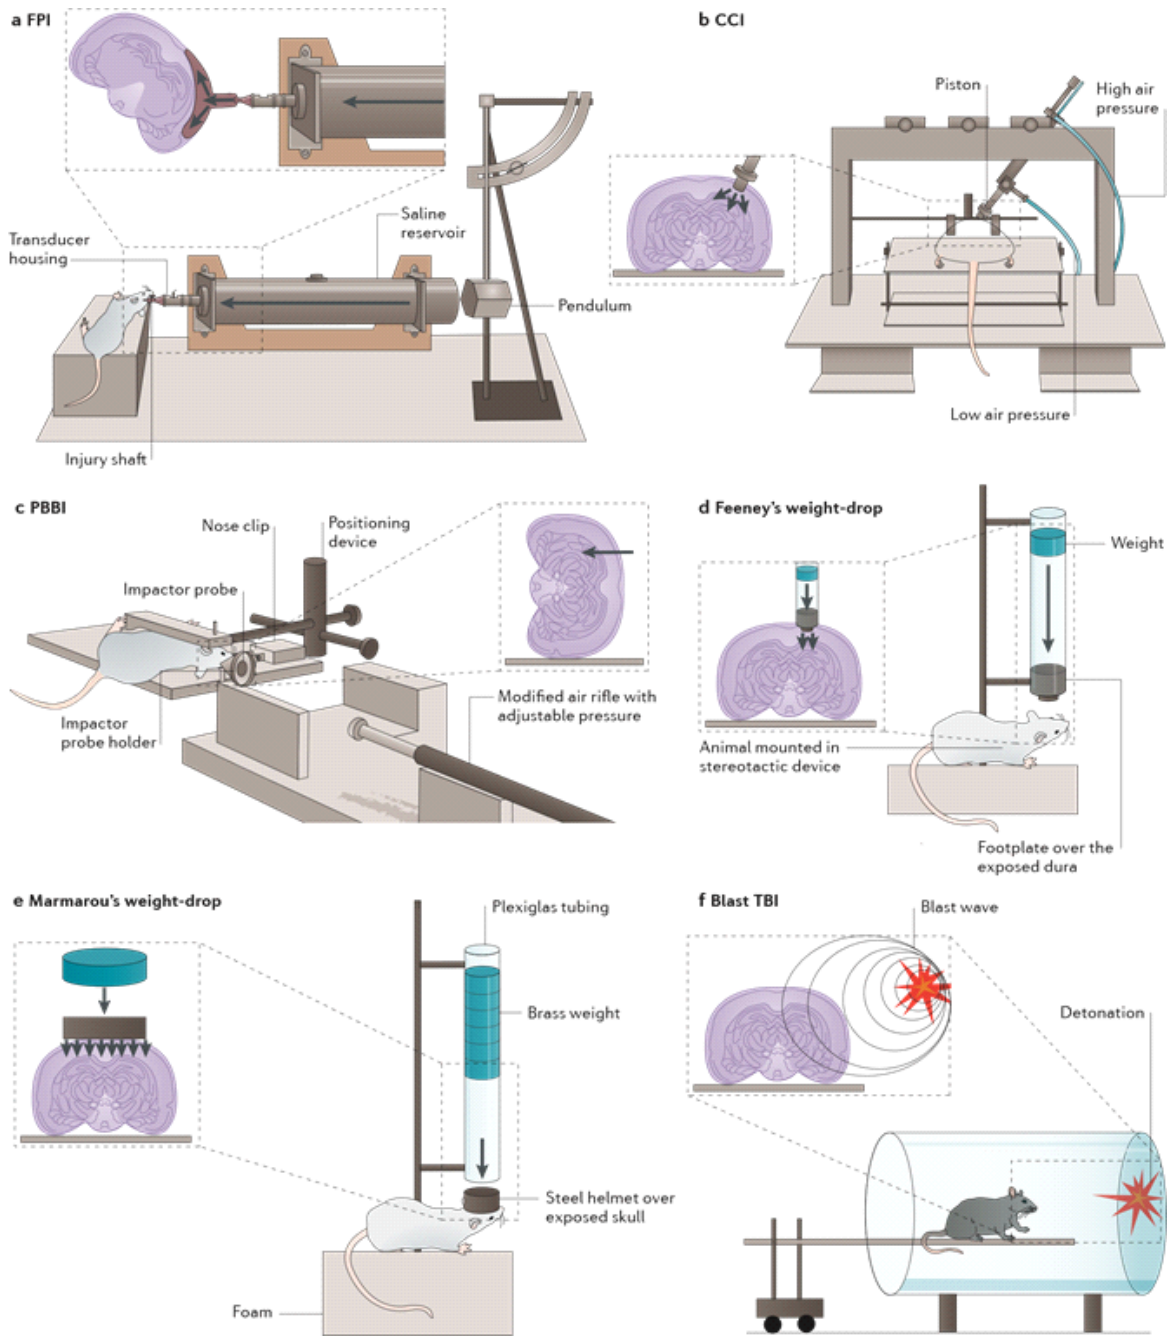 a FPI
Saline
reservoir
Transducer
housing
Pendulum
Injury shaft
b CCI
Piston
High air
pressure
Low air pressure
c PBBI
Nose clip
Positioning
device
Impactor probe
Impactor
probe holder
Modified air rifle with
adjustable pressure
d Feeney's weight-drop
Weight
Animal mounted in
stereotactic device
Footplate over the
exposed dura
e Marmarou's weight-drop
Plexiglas tubing
Brass weight
Steel helmet over
exposed skull
Foam
f Blast TBI
Blast wave
Detonation